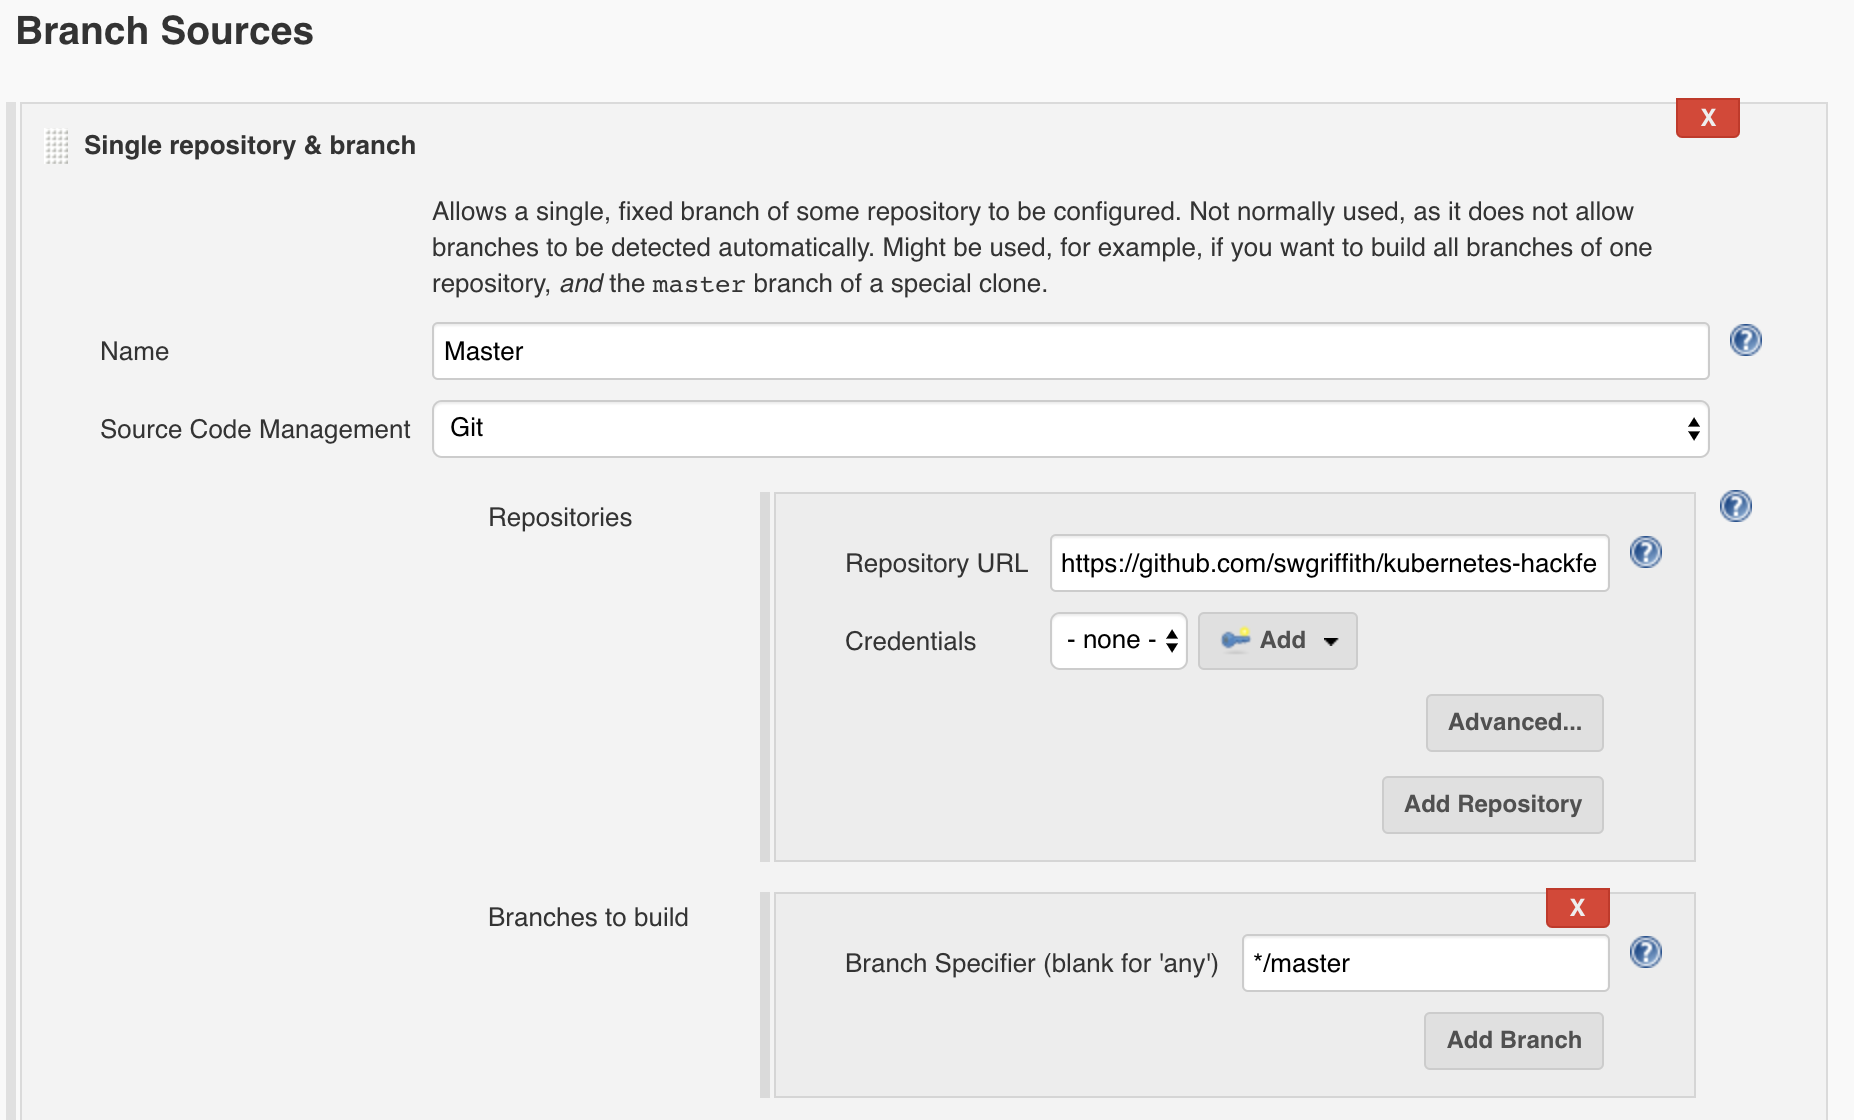 Branch Sources
X
Single repository & branch
Allows a single, fixed branch of some repository to be configured. Not normally used, as it does not allow
branches to be detected automatically. Might be used, for example, if you want to build all branches of one
repository, and the master branch of a special clone.
Name
Master
?
Source Code Management
Git
Repositories
?
Repository URL
https://github.com/swgriffith/kubernetes-hackfe
?
Credentials
- none -
Add
Advanced...
Add Repository
Branches to build
X
Branch Specifier (blank for 'any')
*/master
?
Add Branch